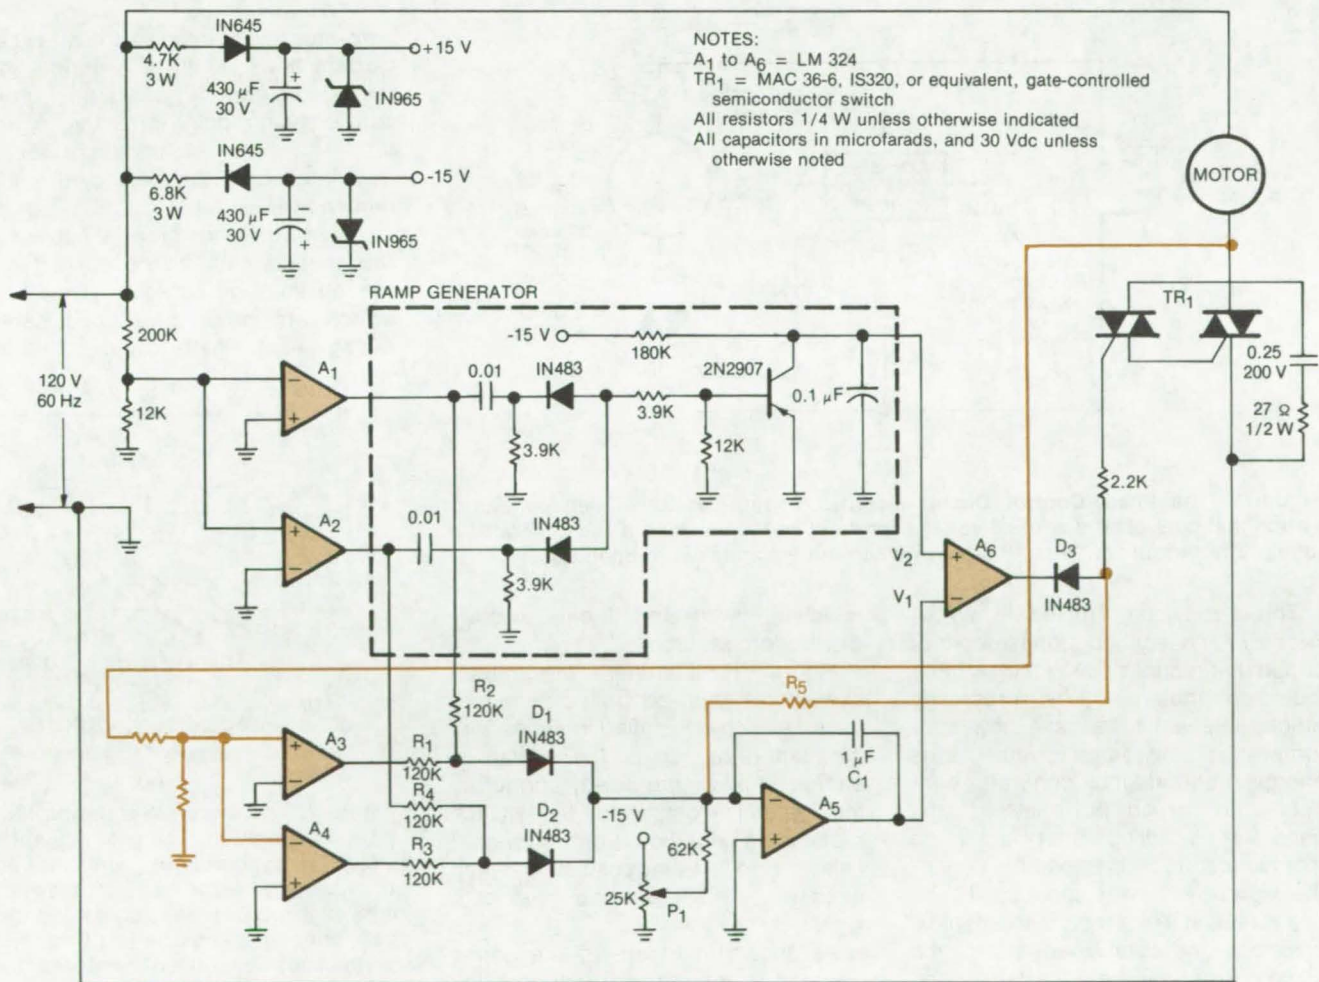 IN645
4.7K
3 W
430 µF
30 V
IN965
+15 V
IN645
6.8K
3 W
430 µF
30 V
IN965
-15 V
NOTES:
A1 to A6 = LM 324
TR1 = MAC 36-6, IS320, or equivalent, gate-controlled
semiconductor switch
All resistors 1/4 W unless otherwise indicated
All capacitors in microfarads, and 30 Vdc unless
otherwise noted
MOTOR
TR1
0.25
200 V
27 Ω
1/2 W
2.2K
120 V
60 Hz
200K
12K
A1
A2
RAMP GENERATOR
-15 V
180K
0.01
IN483
3.9K
3.9K
12K
2N2907
0.1 µF
0.01
IN483
3.9K
V2
V1
A6
D3
IN483
R5
R2
120K
A3
R1
120K
R4
120K
D1
IN483
A4
R3
120K
D2
IN483
-15 V
25K
P1
62K
1 µF
C1
A5